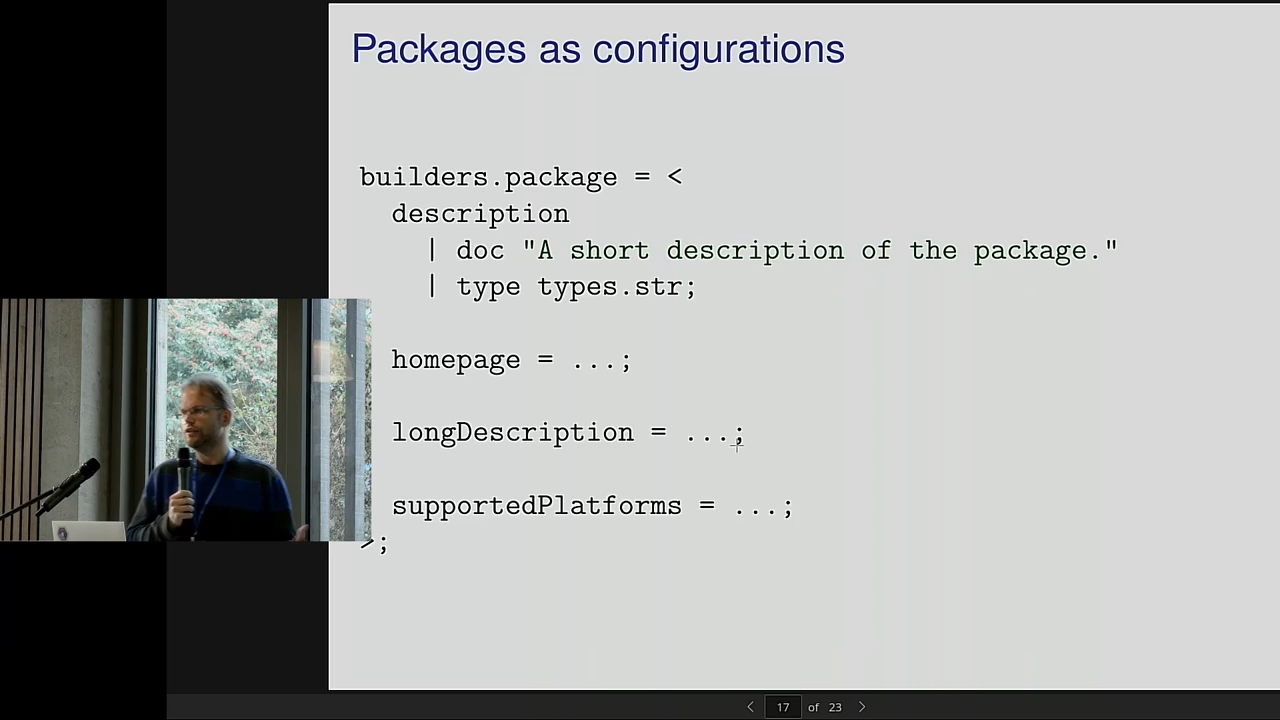 Packages as configurations
builders.package = <
description
| doc "A short description of the package."
| type types.str;
homepage = ...;
longDescription = ...;
supportedPlatforms = ...;
>;
17 of 23